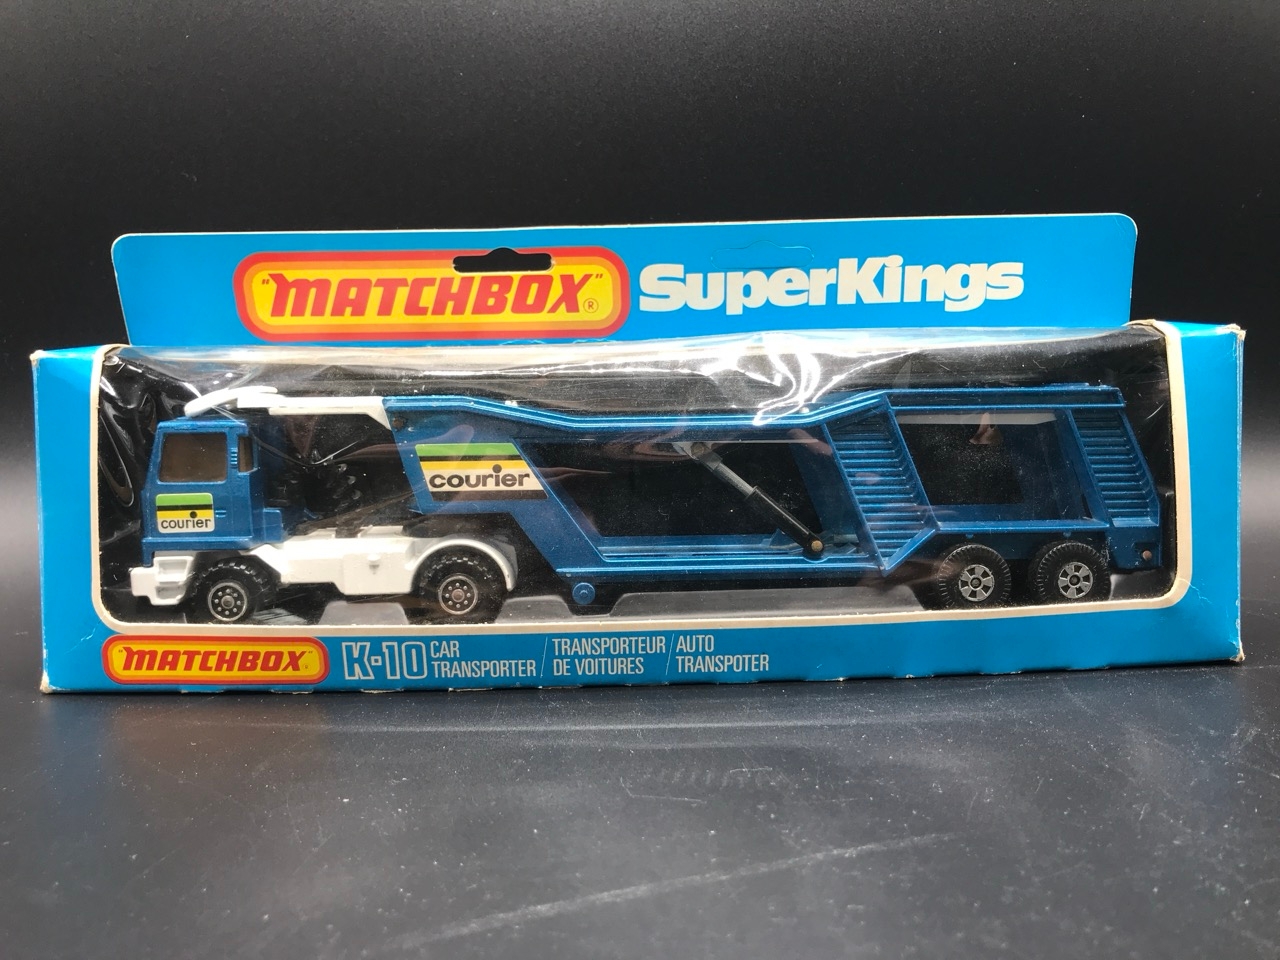 "MATCHBOX"®
SuperKings
courier
courier
"MATCHBOX"
K-10
CAR
TRANSPORTER
TRANSPORTEUR
DE VOITURES
AUTO
TRANSPOTER